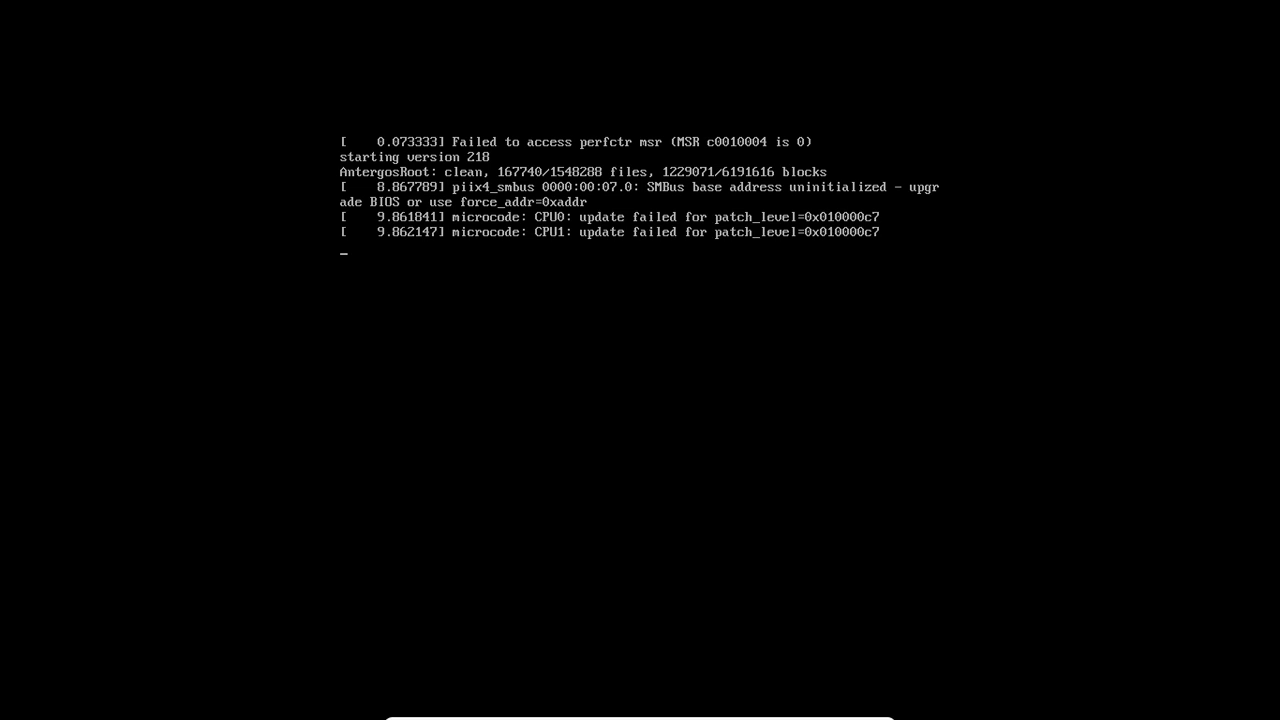 [    0.073333] Failed to access perfctr msr (MSR c0010004 is 0)
starting version 218
AntergosRoot: clean, 167740/1548288 files, 1229071/6191616 blocks
[    8.867789] piix4_smbus 0000:00:07.0: SMBus base address uninitialized - upgr
ade BIOS or use force_addr=0xaddr
[    9.861841] microcode: CPU0: update failed for patch_level=0x010000c7
[    9.862147] microcode: CPU1: update failed for patch_level=0x010000c7